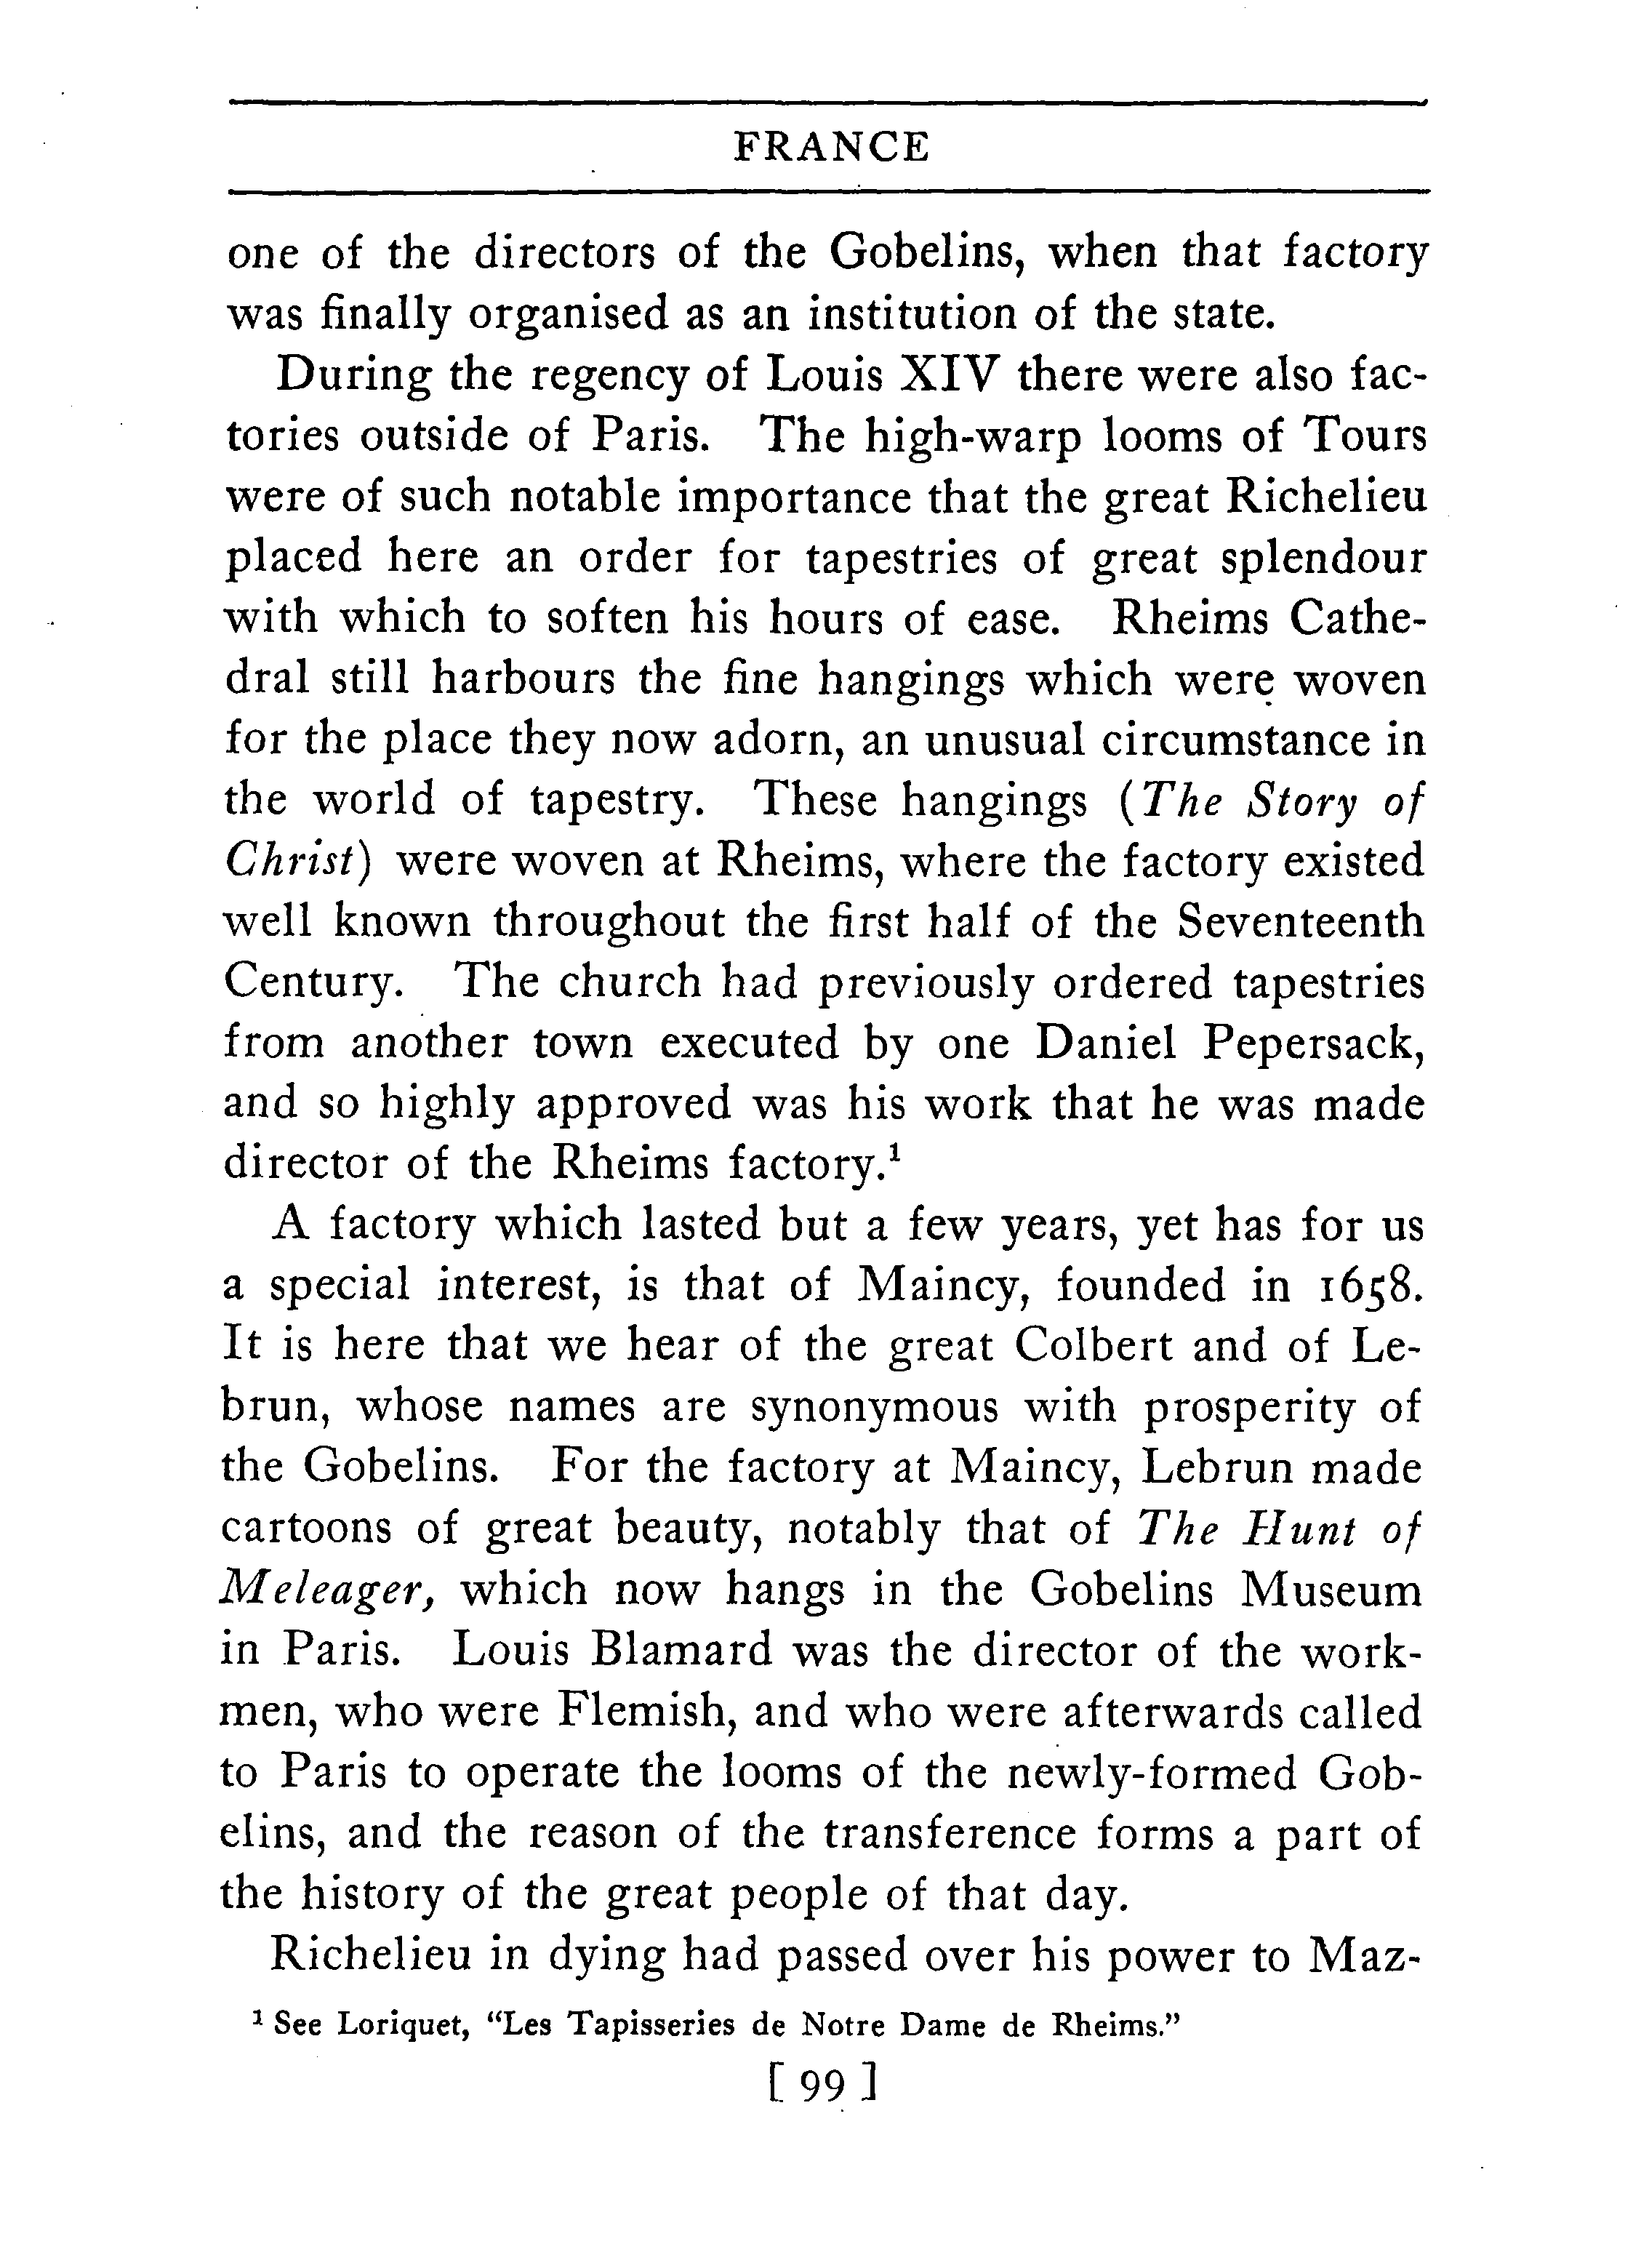 FRANCE
one of the directors of the Gobelins, when that factory
was finally organised as an institution of the state.
During the regency of Louis XIV there were also fac-
tories outside of Paris. The high-warp looms of Tours
were of such notable importance that the great Richelieu
placed here an order for tapestries of great splendour
with which to soften his hours of ease. Rheims Cathe-
dral still harbours the fine hangings which were woven
for the place they now adorn, an unusual circumstance in
the world of tapestry. These hangings (The Story of
Christ) were woven at Rheims, where the factory existed
well known throughout the first half of the Seventeenth
Century. The church had previously ordered tapestries
from another town executed by one Daniel Pepersack,
and so highly approved was his work that he was made
director of the Rheims factory.¹
A factory which lasted but a few years, yet has for us
a special interest, is that of Maincy, founded in 1658.
It is here that we hear of the great Colbert and of Le-
brun, whose names are synonymous with prosperity of
the Gobelins. For the factory at Maincy, Lebrun made
cartoons of great beauty, notably that of The Hunt of
Meleager, which now hangs in the Gobelins Museum
in Paris. Louis Blamard was the director of the work-
men, who were Flemish, and who were afterwards called
to Paris to operate the looms of the newly-formed Gob-
elins, and the reason of the transference forms a part of
the history of the great people of that day.
Richelieu in dying had passed over his power to Maz-
¹ See Loriquet, "Les Tapisseries de Notre Dame de Rheims."
[ 99 ]